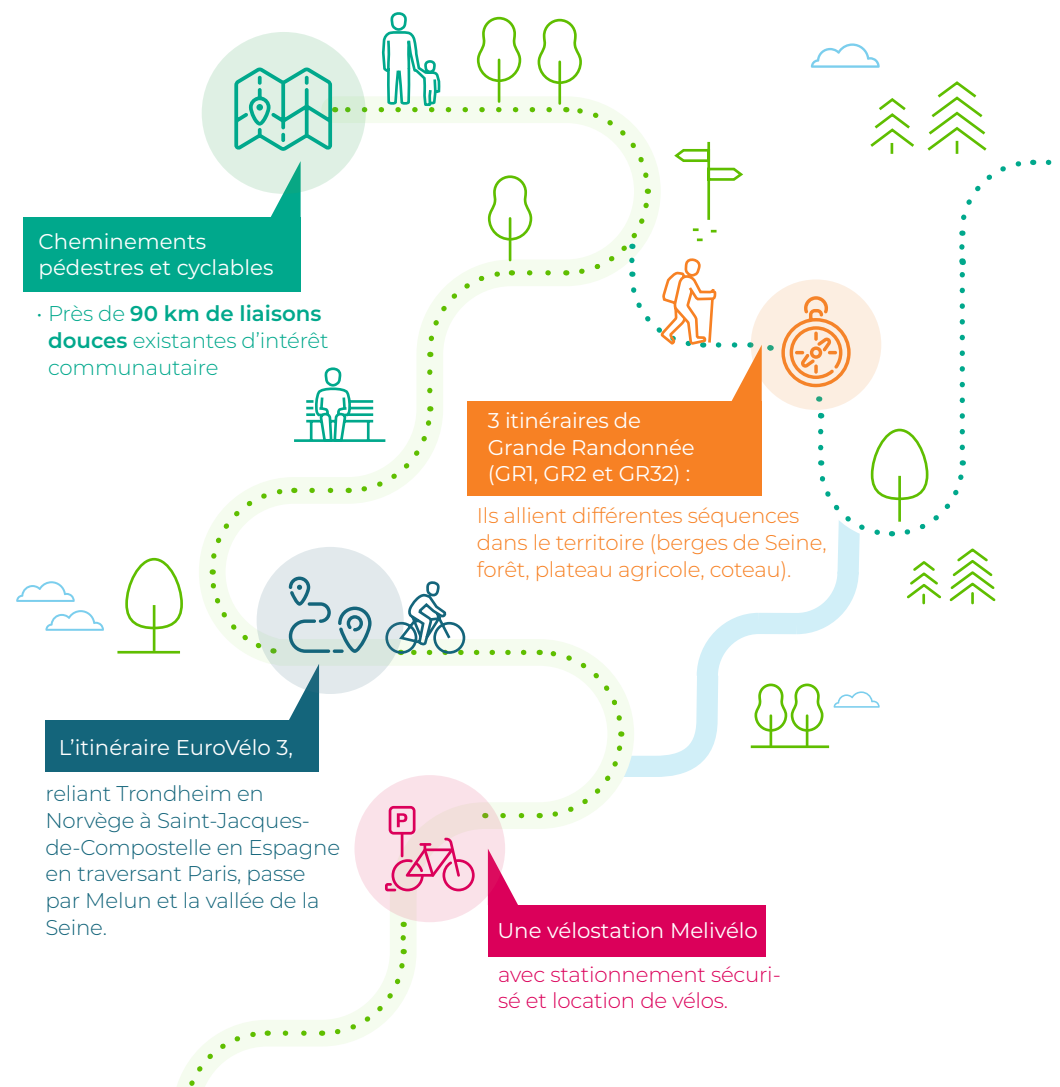 Cheminements
pédestres et cyclables
· Près de 90 km de liaisons
douces existantes d’intérêt
communautaire
3 itinéraires de
Grande Randonnée
(GR1, GR2 et GR32) :
Ils allient différentes séquences
dans le territoire (berges de Seine,
forêt, plateau agricole, coteau).
L’itinéraire EuroVélo 3,
reliant Trondheim en
Norvège à Saint-Jacques-
de-Compostelle en Espagne
en traversant Paris, passe
par Melun et la vallée de la
Seine.
P
Une vélostation Melivélo
avec stationnement sécuri-
sé et location de vélos.